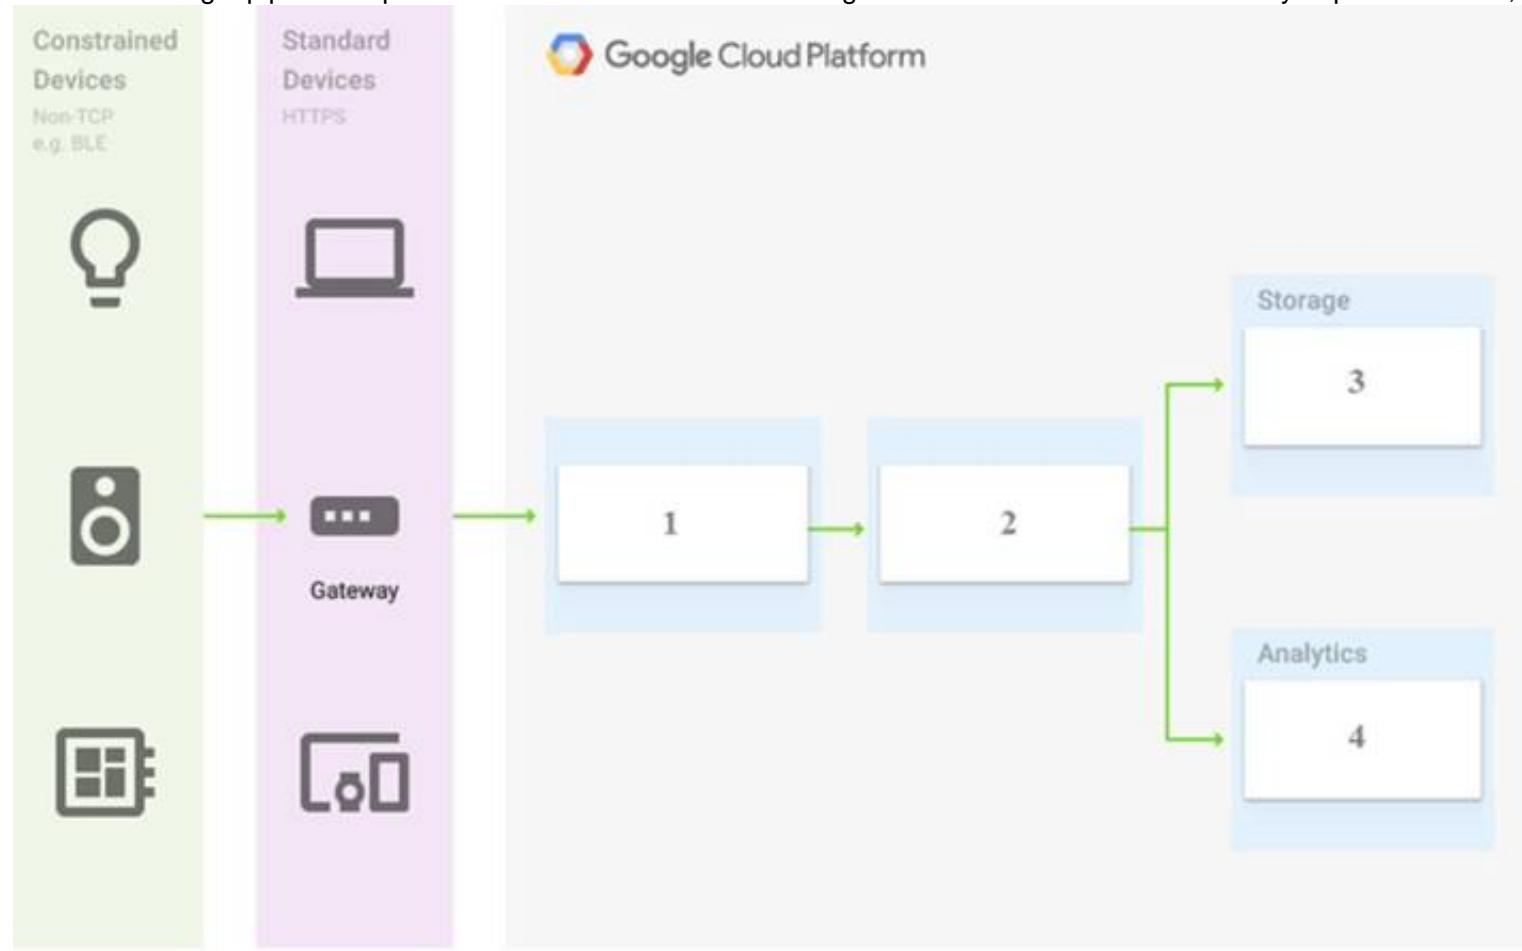 Constrained
Devices
Non-TCP
e.g. BLE
Standard
Devices
HTTPS
Google Cloud Platform
Storage
3
1
2
Gateway
Analytics
4